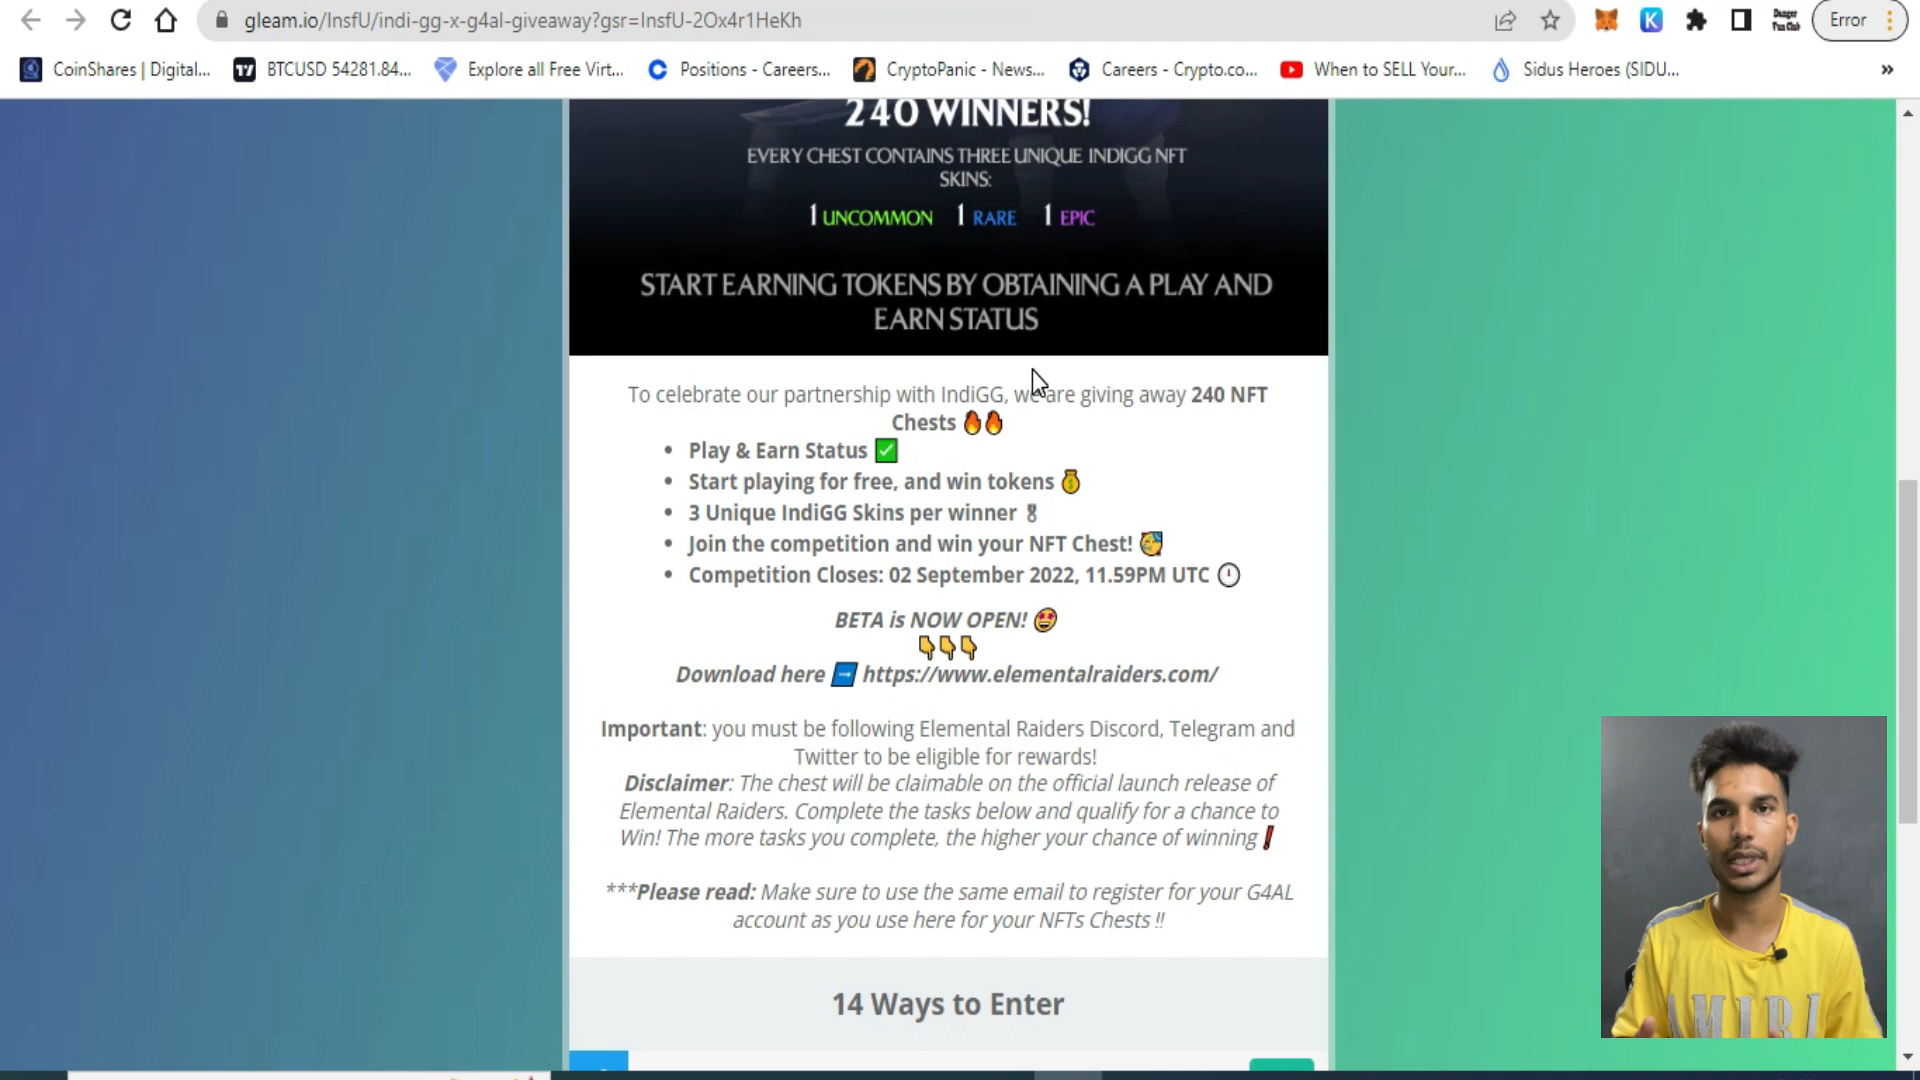 gleam.io/InsfU/indi-gg-x-g4al-giveaway?gsr=InsfU-2Ox4r1HeKh
Error
CoinShares | Digital...
BTCUSD 54281.84...
Explore all Free Virt...
Positions - Careers...
CryptoPanic - News...
Careers - Crypto.co...
When to SELL Your...
Sidus Heroes (SIDU...
240 WINNERS!
EVERY CHEST CONTAINS THREE UNIQUE INDIGG NFT
SKINS:
1 UNCOMMON 1 RARE 1 EPIC
START EARNING TOKENS BY OBTAINING A PLAY AND
EARN STATUS
To celebrate our partnership with IndiGG, we are giving away 240 NFT
Chests 🔥🔥
• Play & Earn Status ✅
• Start playing for free, and win tokens 💰
• 3 Unique IndiGG Skins per winner 🎖
• Join the competition and win your NFT Chest! 🥳
• Competition Closes: 02 September 2022, 11.59PM UTC 🕛
BETA is NOW OPEN! 🤩
👇👇👇
Download here ➡️ https://www.elementalraiders.com/
Important: you must be following Elemental Raiders Discord, Telegram and
Twitter to be eligible for rewards!
Disclaimer: The chest will be claimable on the official launch release of
Elemental Raiders. Complete the tasks below and qualify for a chance to
Win! The more tasks you complete, the higher your chance of winning❗
***Please read: Make sure to use the same email to register for your G4AL
account as you use here for your NFTs Chests !!
14 Ways to Enter
AMIRI